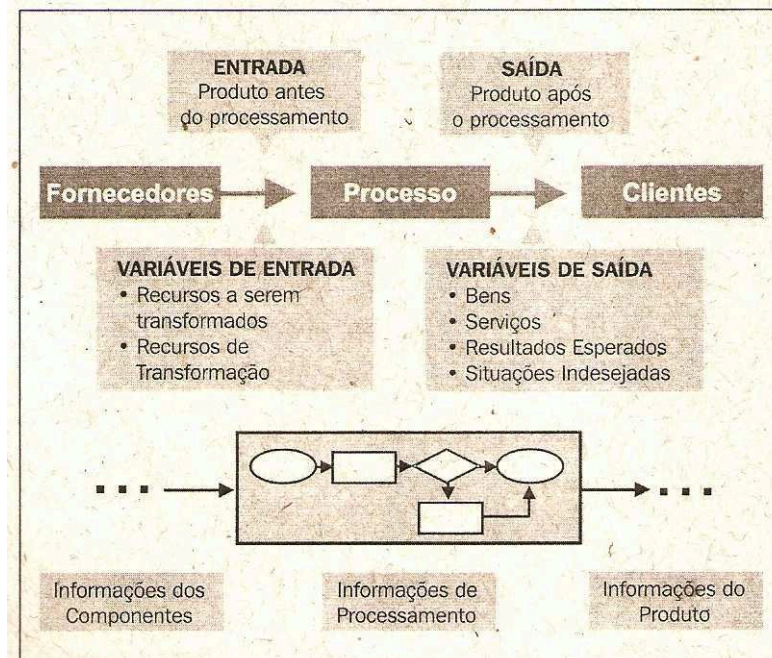 ENTRADA
Produto antes
do processamento
SAÍDA
Produto após
o processamento
Fornecedores
Processo
Clientes
VARIÁVEIS DE ENTRADA
• Recursos a serem
transformados
• Recursos de
Transformação
VARIÁVEIS DE SAÍDA
• Bens
• Serviços
• Resultados Esperados
• Situações Indesejadas
Informações dos
Componentes
Informações de
Processamento
Informações do
Produto